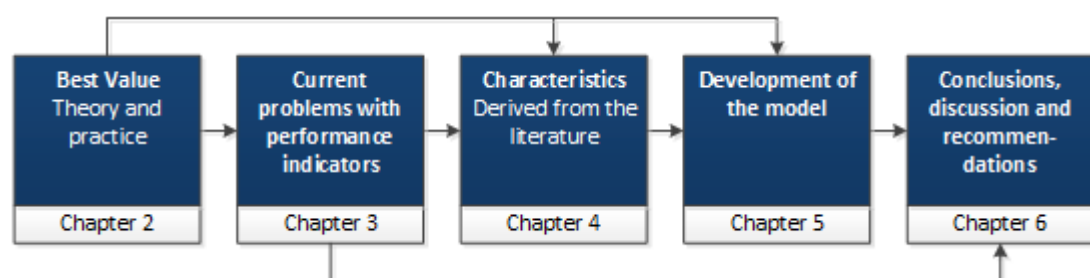 Best Value
Theory and
practice
Chapter 2
Current
problems with
performance
indicators
Chapter 3
Characteristics
Derived from the
literature
Chapter 4
Development of
the model
Chapter 5
Conclusions,
discussion and
recommen-
dations
Chapter 6